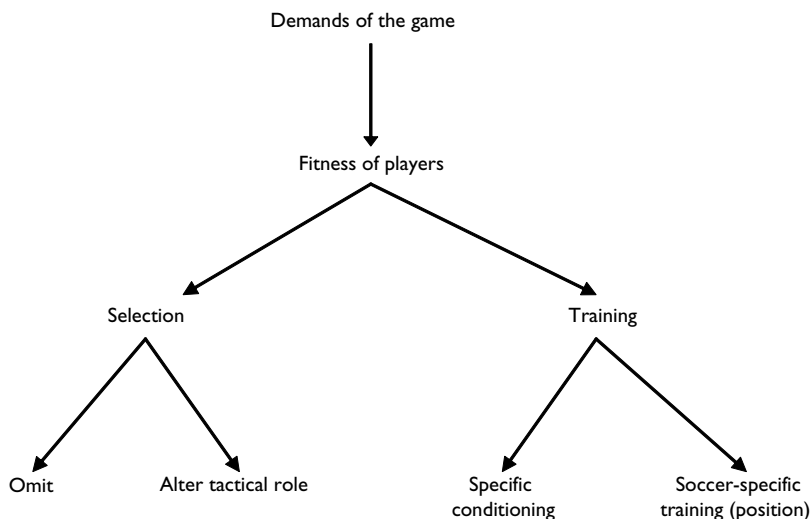 Demands of the game
Fitness of players
Selection
Training
Omit
Alter tactical role
Specific
conditioning
Soccer-specific
training (position)